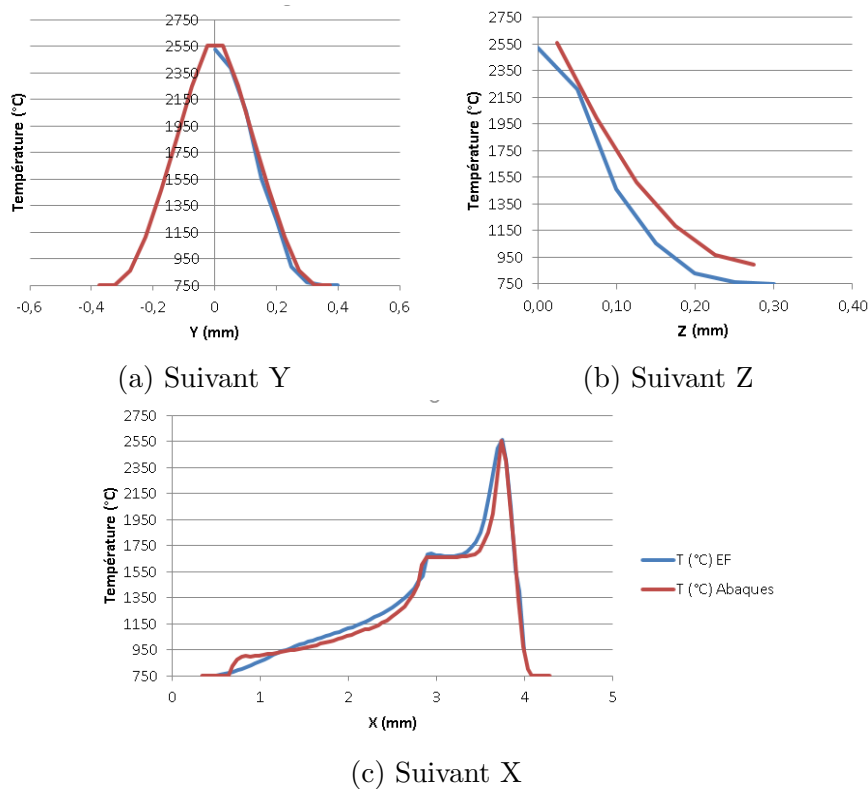 2750
2550
2350
2150
1950
1750
1550
1350
1150
950
750
Température (°C)
-0,6 -0,4 -0,2 0 0,2 0,4 0,6
Y (mm)
(a) Suivant Y
2750
2550
2350
2150
1950
1750
1550
1350
1150
950
750
Température (°C)
0,00 0,10 0,20 0,30 0,40
Z (mm)
(b) Suivant Z
2750
2550
2350
2150
1950
1750
1550
1350
1150
950
750
Température (°C)
0 1 2 3 4 5
X (mm)
T (°C) EF
T (°C) Abaques
(c) Suivant X